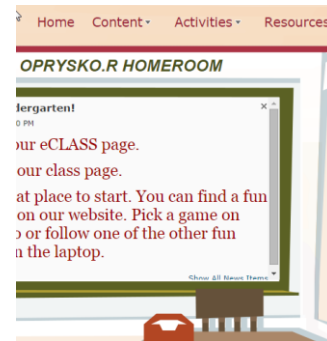 Home Content Activities Resources
OPRYSKO.R HOMEROOM
dergarten!
0 PM
our eCLASS page.
our class page.
at place to start. You can find a fun
on our website. Pick a game on
o or follow one of the other fun
n the laptop.
Show All News Items